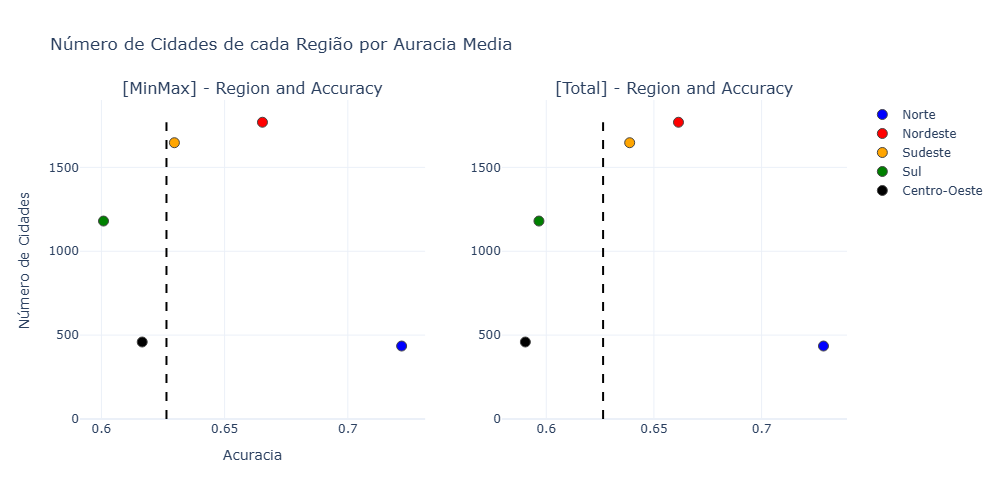 Número de Cidades de cada Região por Auracia Media
[MinMax] - Region and Accuracy
[Total] - Region and Accuracy
Norte
Nordeste
Sudeste
Sul
Centro-Oeste
Número de Cidades
1500
1000
500
0
0.6
0.65
0.7
Acuracia
1500
1000
500
0
0.6
0.65
0.7